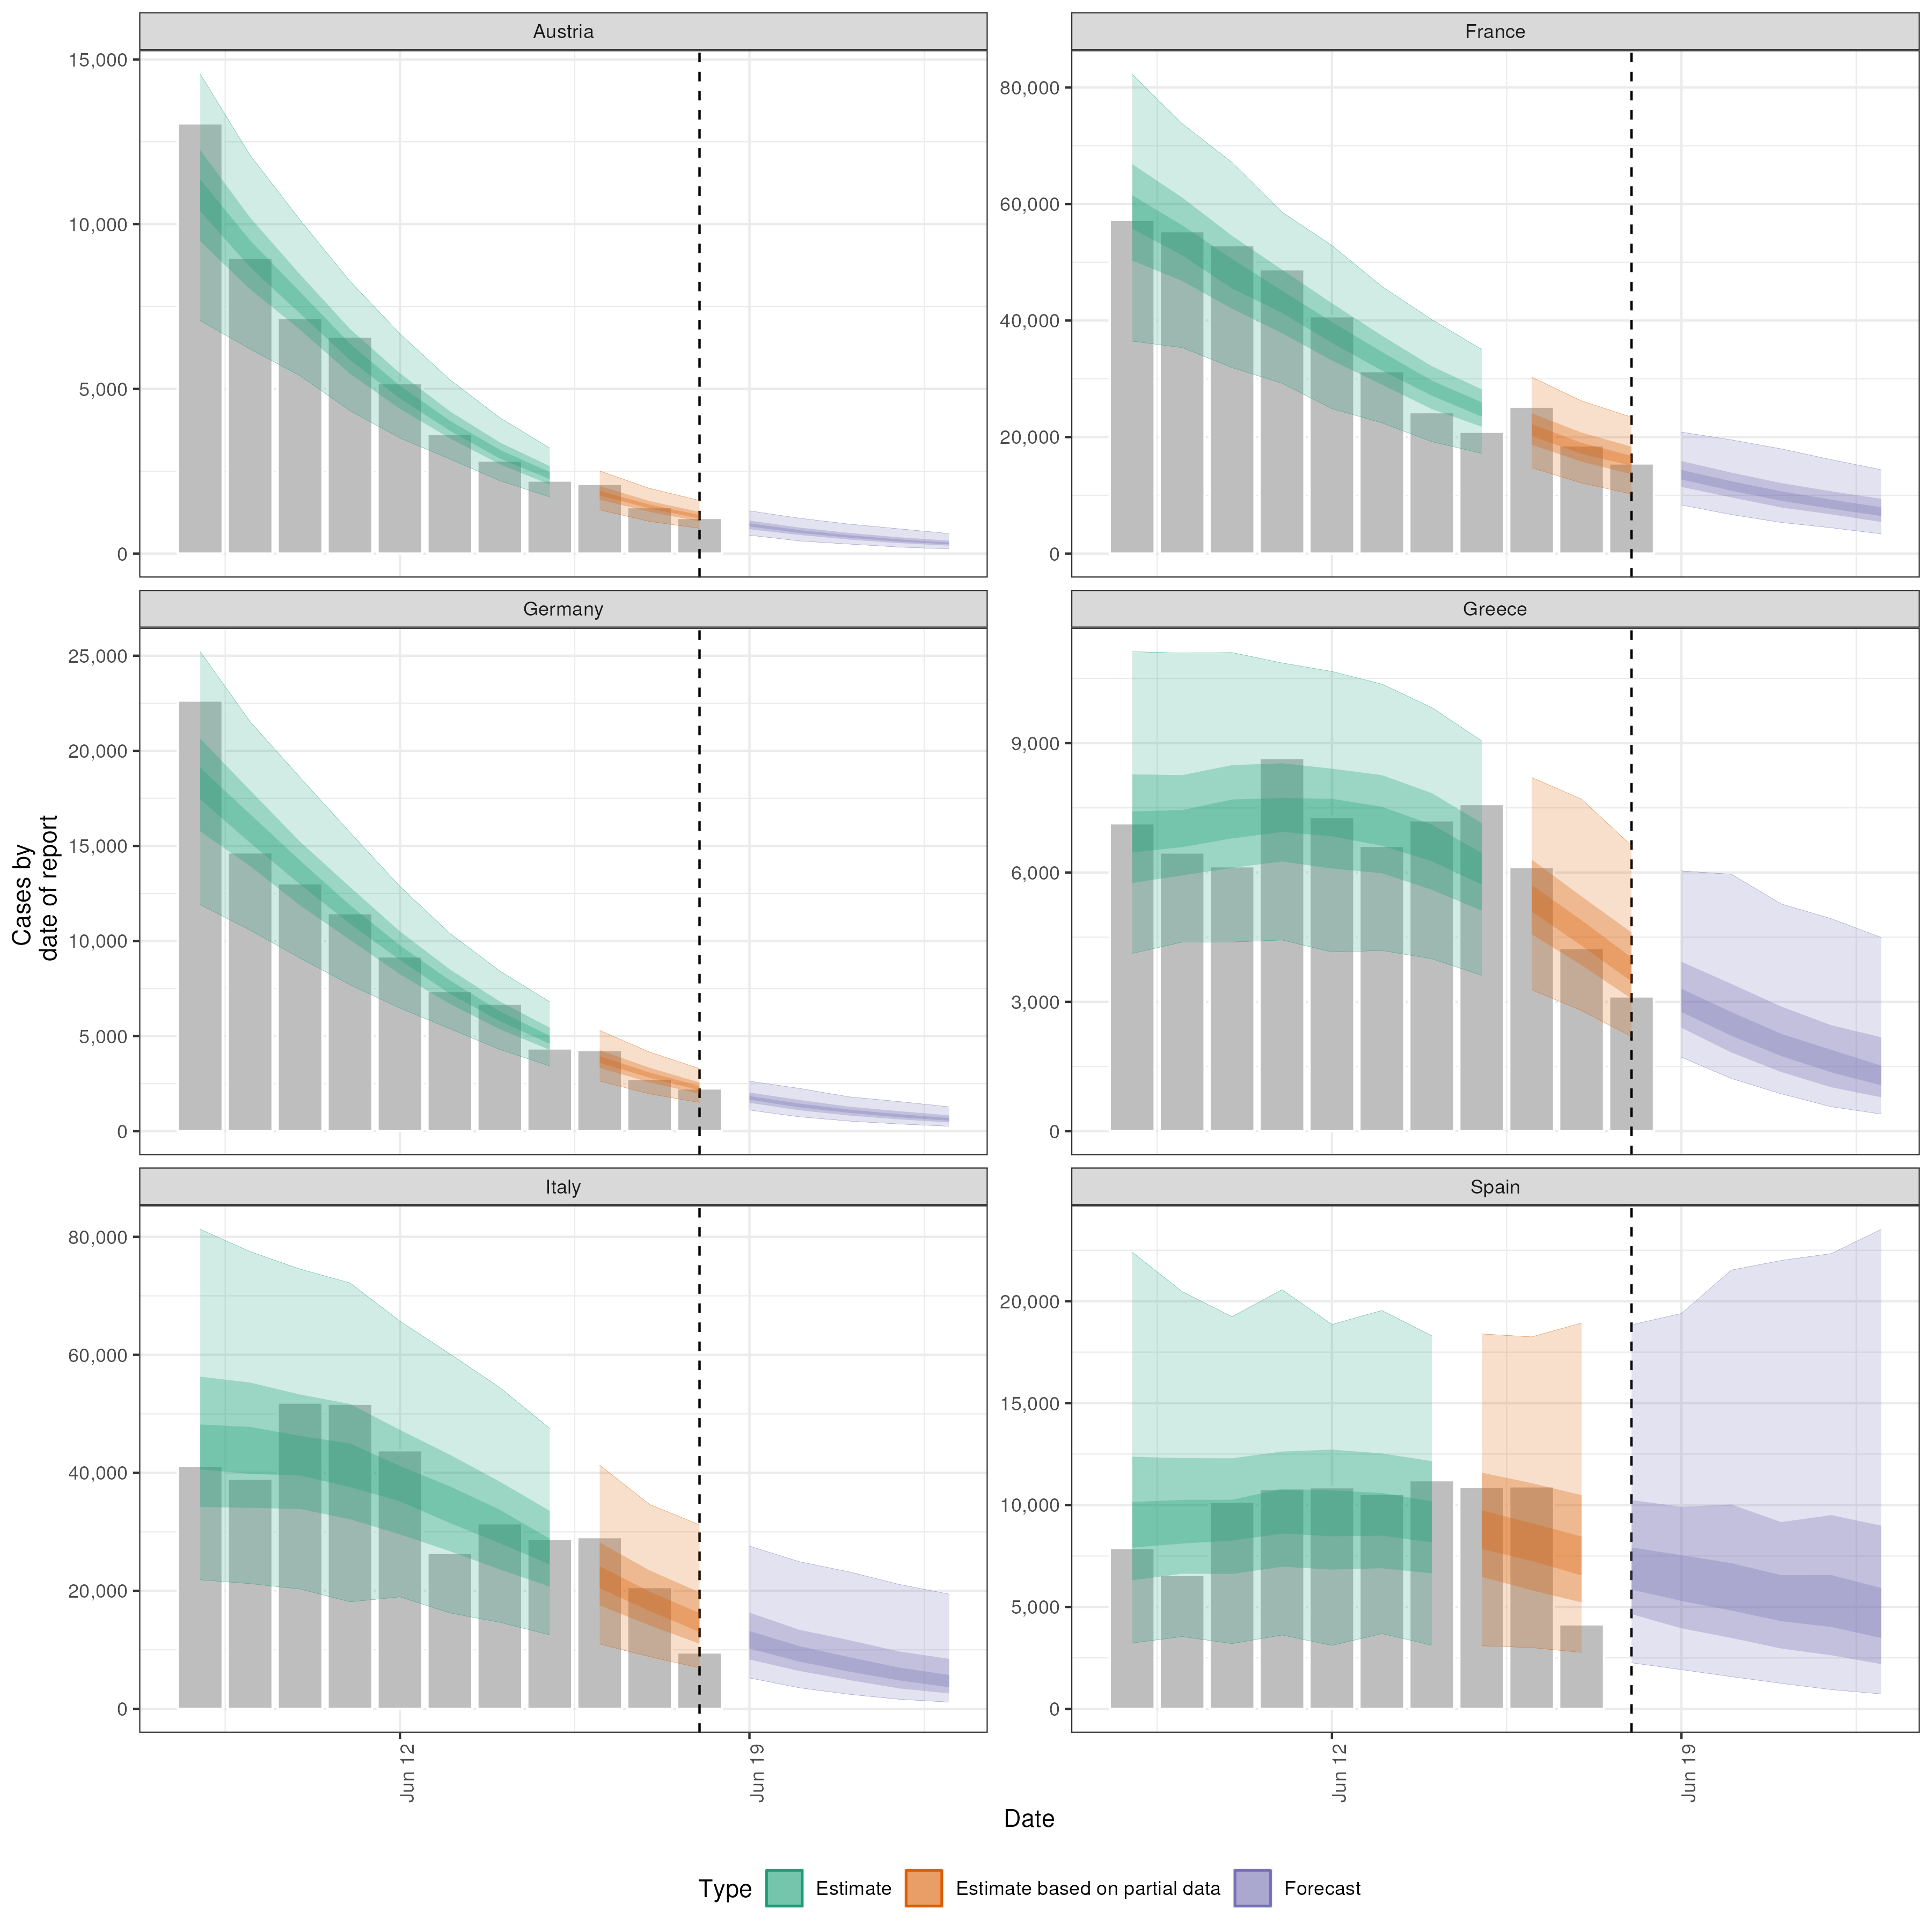 Austria
France
15,000
10,000
5,000
0
80,000
60,000
40,000
20,000
0
Germany
Greece
25,000
20,000
15,000
10,000
5,000
0
9,000
6,000
3,000
0
Cases by
date of report
Italy
Spain
80,000
60,000
40,000
20,000
0
20,000
15,000
10,000
5,000
0
Jun 12
Jun 19
Jun 12
Jun 19
Date
Type
Estimate
Estimate based on partial data
Forecast